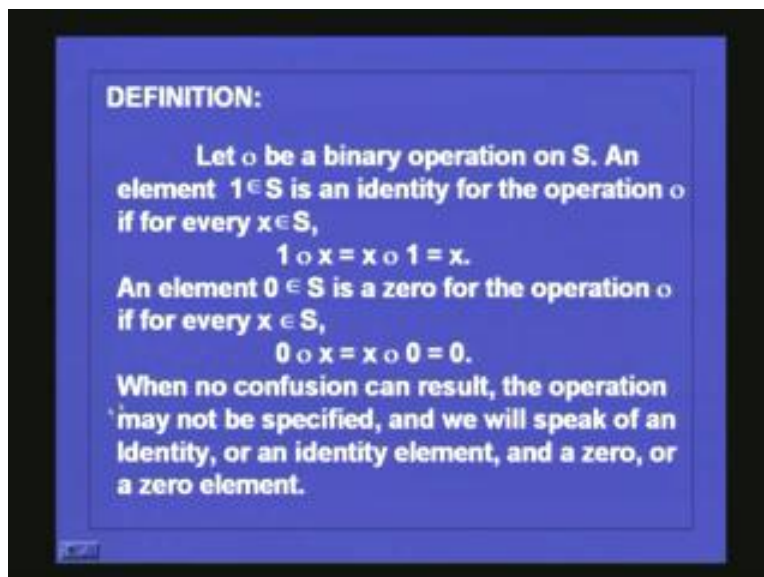 DEFINITION:
Let o be a binary operation on S. An
element 1∈S is an identity for the operation o
if for every x∈S,
1 o x = x o 1 = x.
An element 0 ∈ S is a zero for the operation o
if for every x ∈ S,
0 o x = x o 0 = 0.
When no confusion can result, the operation
may not be specified, and we will speak of an
Identity, or an identity element, and a zero, or
a zero element.